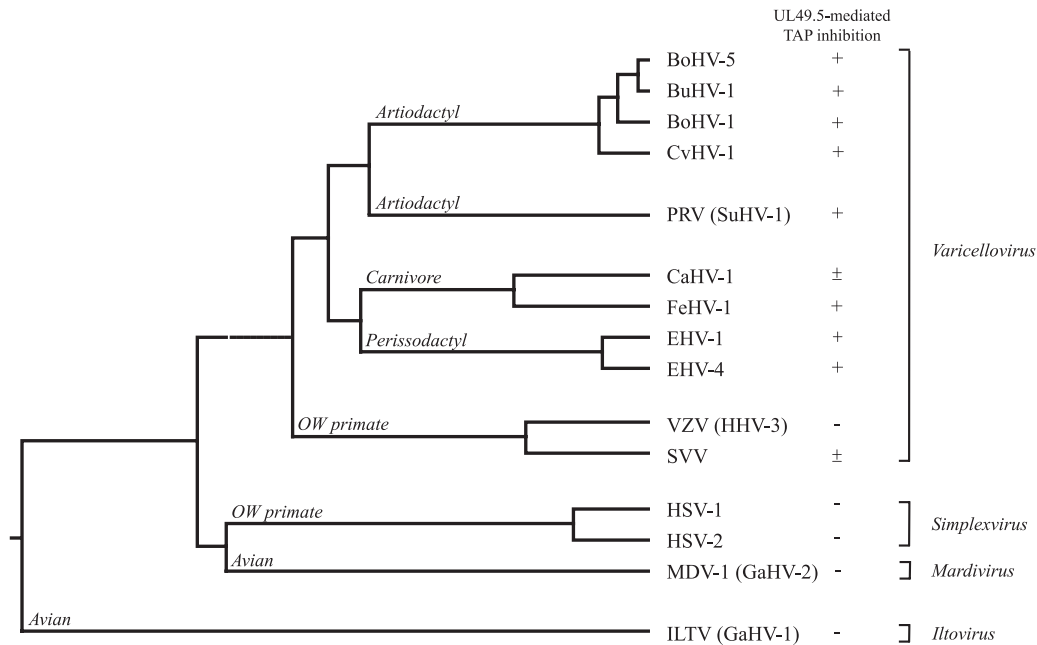 UL49.5-mediated
TAP inhibition
BoHV-5 +
BuHV-1 +
Artiodactyl
BoHV-1 +
CvHV-1 +
Artiodactyl
PRV (SuHV-1) +
Varicellovirus
Carnivore
CaHV-1 ±
FeHV-1 +
Perissodactyl
EHV-1 +
EHV-4 +
OW primate
VZV (HHV-3) -
SVV ±
OW primate
HSV-1 -
Simplexvirus
HSV-2 -
Avian
MDV-1 (GaHV-2) - Mardivirus
Avian
ILTV (GaHV-1) - Iltovirus